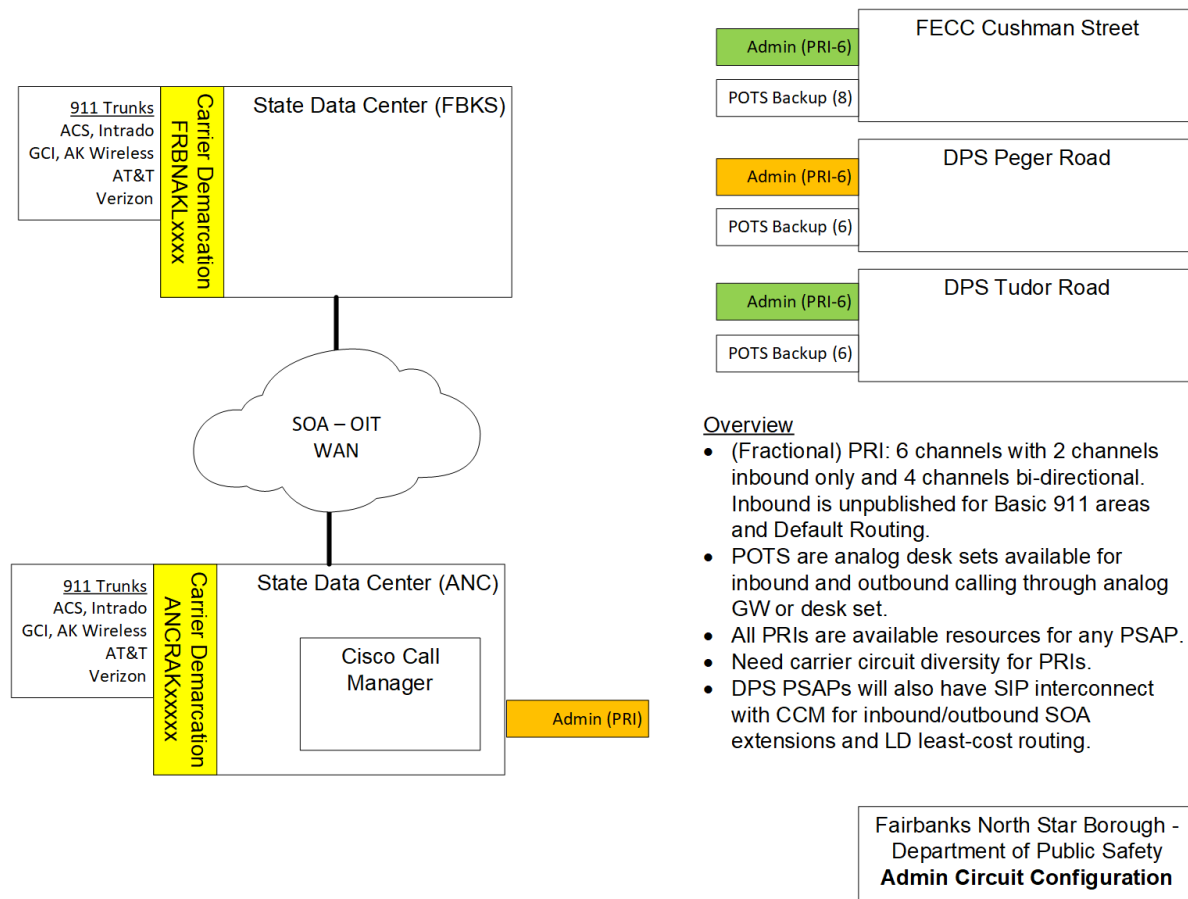 911 Trunks
ACS, Intrado
GCI, AK Wireless
AT&T
Verizon
Carrier Demarcation
FRBNAKLxxxx
State Data Center (FBKS)
SOA – OIT
WAN
911 Trunks
ACS, Intrado
GCI, AK Wireless
AT&T
Verizon
Carrier Demarcation
ANCRAKxxxxx
State Data Center (ANC)
Cisco Call
Manager
Admin (PRI)
FECC Cushman Street
Admin (PRI-6)
POTS Backup (8)
DPS Peger Road
Admin (PRI-6)
POTS Backup (6)
DPS Tudor Road
Admin (PRI-6)
POTS Backup (6)
Overview
• (Fractional) PRI: 6 channels with 2 channels
inbound only and 4 channels bi-directional.
Inbound is unpublished for Basic 911 areas
and Default Routing.
• POTS are analog desk sets available for
inbound and outbound calling through analog
GW or desk set.
• All PRIs are available resources for any PSAP.
• Need carrier circuit diversity for PRIs.
• DPS PSAPs will also have SIP interconnect
with CCM for inbound/outbound SOA
extensions and LD least-cost routing.
Fairbanks North Star Borough -
Department of Public Safety
Admin Circuit Configuration